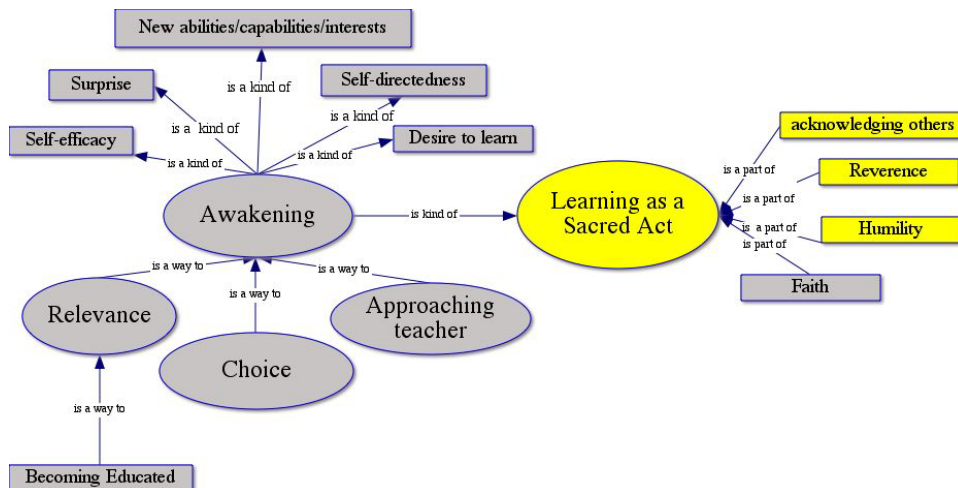 New abilities/capabilities/interests
Self-directedness
Surprise
is a kind of
is a kind of
is a kind of
Self-efficacy
is a kind of
is a kind of
Desire to learn
acknowledging others
is a part of
Reverence
is a part of
Humility
is a part of
is part of
Faith
Awakening
is kind of
Learning as a
Sacred Act
is a way to
is a way to
is a way to
Relevance
Choice
Approaching
teacher
is a way to
Becoming Educated